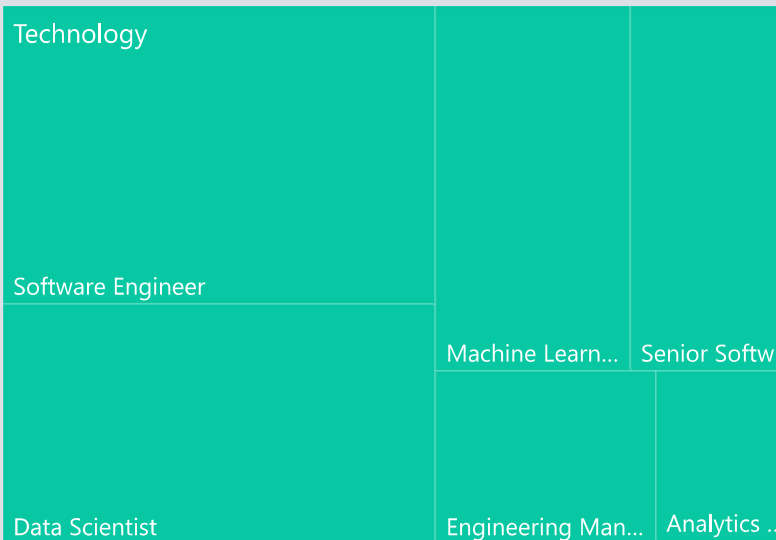 Technology
Software Engineer
Machine Learn...
Senior Softw
Data Scientist
Engineering Man...
Analytics ...